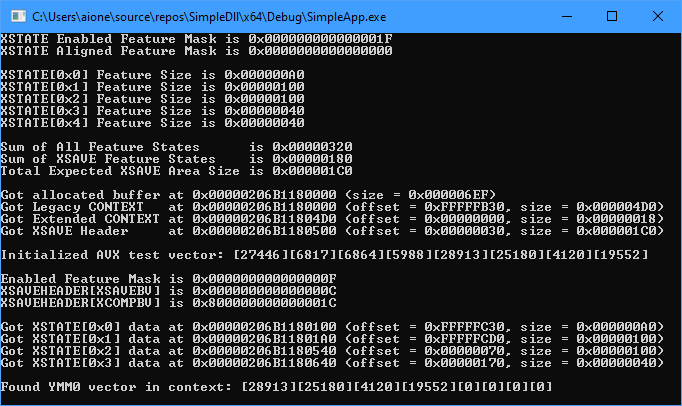 C:\Users\aione\source\repos\SimpleDll\x64\Debug\SimpleApp.exe
XSTATE Enabled Feature Mask is 0x000000000000001F
XSTATE Aligned Feature Mask is 0x0000000000000000
XSTATE[0x0] Feature Size is 0x000000A0
XSTATE[0x1] Feature Size is 0x00000100
XSTATE[0x2] Feature Size is 0x00000100
XSTATE[0x3] Feature Size is 0x00000040
XSTATE[0x4] Feature Size is 0x00000040
Sum of All Feature States     is 0x00000320
Sum of XSAVE Feature States   is 0x00000180
Total Expected XSAVE Area Size is 0x000001C0
Got allocated buffer at 0x00000206B1180000 (size = 0x000006EF)
Got Legacy CONTEXT   at 0x00000206B1180000 (offset = 0xFFFFFB30, size = 0x000004D0)
Got Extended CONTEXT at 0x00000206B11804D0 (offset = 0x00000000, size = 0x00000018)
Got XSAVE Header     at 0x00000206B1180500 (offset = 0x00000030, size = 0x000001C0)
Initialized AVX test vector: [27446][6817][6864][5988][28913][25180][4120][19552]
Enabled Feature Mask is 0x000000000000000F
XSAVEHEADER[XSAVEBV] is 0x000000000000000C
XSAVEHEADER[XCOMPBV] is 0x800000000000001C
Got XSTATE[0x0] data at 0x00000206B1180100 (offset = 0xFFFFFC30, size = 0x000000A0)
Got XSTATE[0x1] data at 0x00000206B11801A0 (offset = 0xFFFFFCD0, size = 0x00000100)
Got XSTATE[0x2] data at 0x00000206B1180540 (offset = 0x00000070, size = 0x00000100)
Got XSTATE[0x3] data at 0x00000206B1180640 (offset = 0x00000170, size = 0x00000040)
Found YMM0 vector in context: [28913][25180][4120][19552][0][0][0][0]